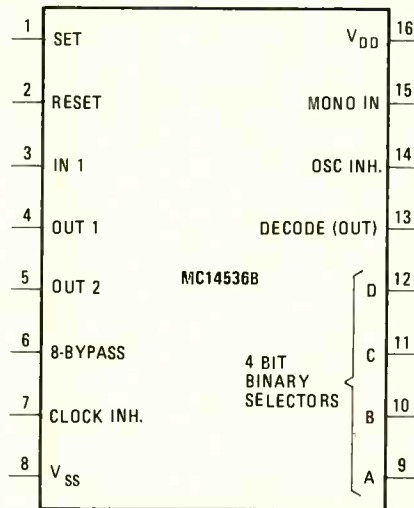 1 SET
2 RESET
3 IN 1
4 OUT 1
5 OUT 2
6 8-BYPASS
7 CLOCK INH.
8 VSS
MC14536B
VDD 16
MONO IN 15
OSC INH. 14
DECODE (OUT) 13
D 12
C 11
B 10
A 9
4 BIT
BINARY
SELECTORS